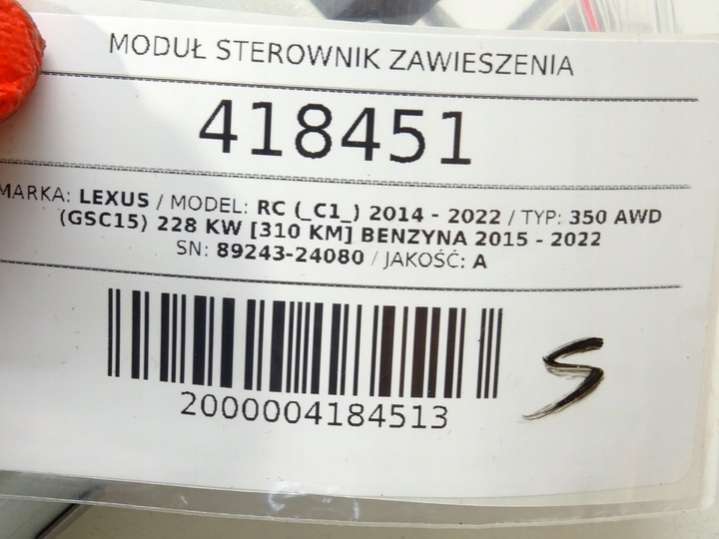 MODUŁ STEROWNIK ZAWIESZENIA
418451
MARKA: LEXUS / MODEL: RC (_C1_) 2014 - 2022 / TYP: 350 AWD
(GSC15) 228 KW [310 KM] BENZYNA 2015 - 2022
SN: 89243-24080 / JAKOŚĆ: A
2000004184513
S